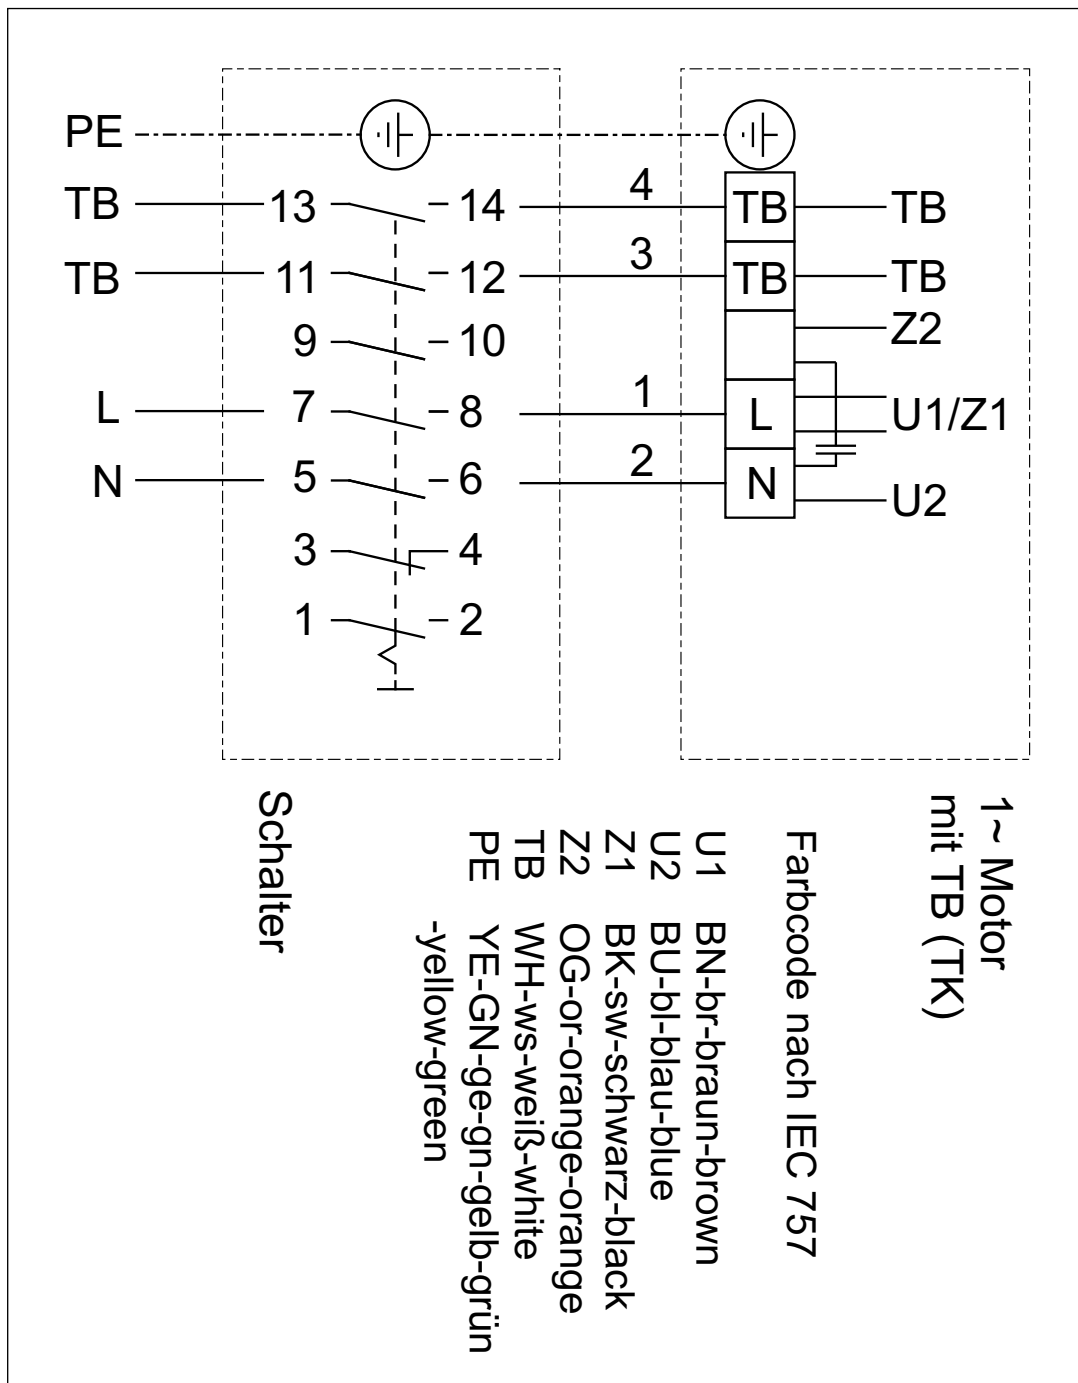 PE
TB 13 14 4 TB TB
TB 11 12 3 TB TB
Z2
9 10
L 7 8 1 L U1/Z1
N 5 6 2 N U2
3 4
1 2
1~ Motor
mit TB (TK)
Farbcode nach IEC 757
U1 BN-br-braun-brown
U2 BU-bl-blau-blue
Z1 BK-sw-schwarz-black
Z2 OG-or-orange-orange
TB WH-ws-weiß-white
PE YE-GN-ge-gn-gelb-grün
-yellow-green
Schalter